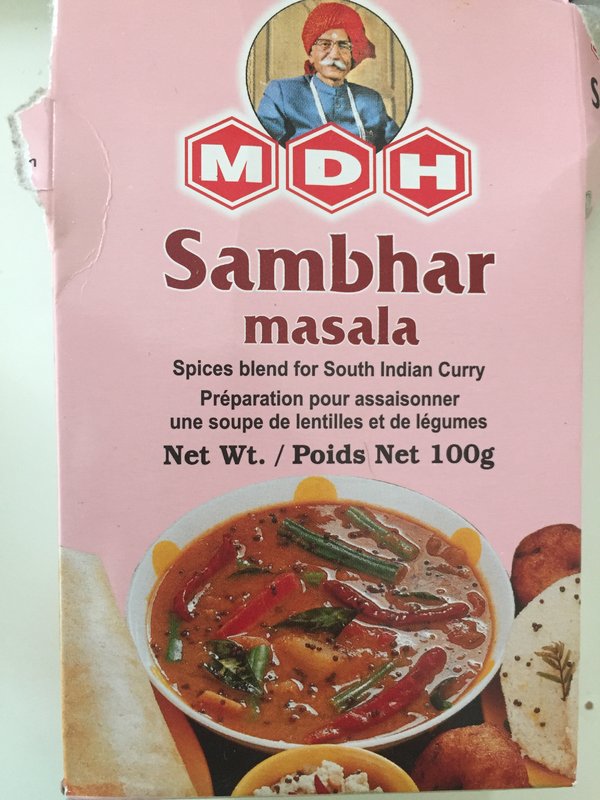 MDH
Sambhar
masala
Spices blend for South Indian Curry
Préparation pour assaisonner
une soupe de lentilles et de légumes
Net Wt. / Poids Net 100g